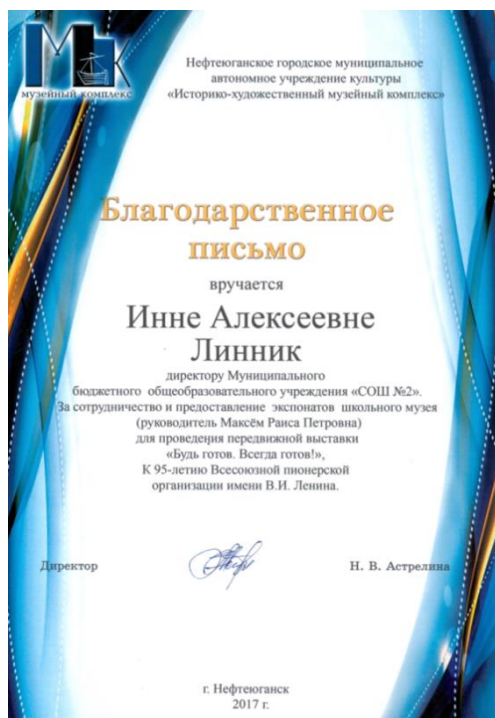 МК
музейный комплекс
Нефтеюганское городское муниципальное
автономное учреждение культуры
«Историко-художественный музейный комплекс»
Благодарственное
письмо
вручается
Инне Алексеевне
Линник
директору Муниципального
бюджетного общеобразовательного учреждения «СОШ №2».
За сотрудничество и предоставление экспонатов школьного музея
(руководитель Максём Раиса Петровна)
для проведения передвижной выставки
«Будь готов. Всегда готов!»,
К 95-летию Всесоюзной пионерской
организации имени В.И. Ленина.
Директор Н. В. Астрелина
г. Нефтеюганск
2017 г.